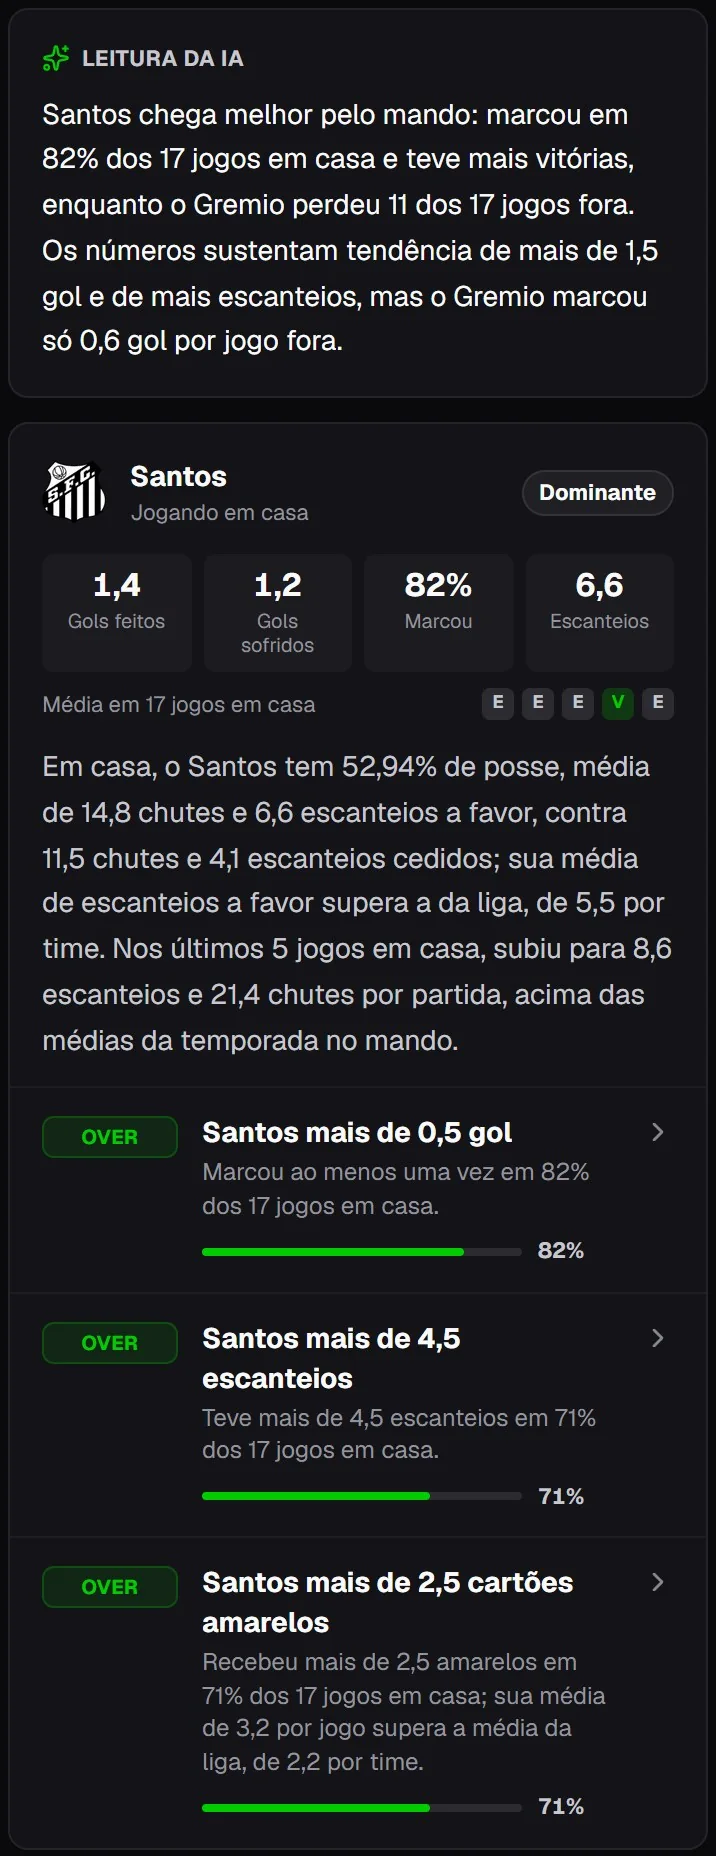 LEITURA DA IA
Santos chega melhor pelo mando: marcou em
82% dos 17 jogos em casa e teve mais vitórias,
enquanto o Gremio perdeu 11 dos 17 jogos fora.
Os números sustentam tendência de mais de 1,5
gol e de mais escanteios, mas o Gremio marcou
só 0,6 gol por jogo fora.
S.F.C.
Santos
Jogando em casa
Dominante
1,4
Gols feitos
1,2
Gols
sofridos
82%
Marcou
6,6
Escanteios
Média em 17 jogos em casa
E E E V E
Em casa, o Santos tem 52,94% de posse, média
de 14,8 chutes e 6,6 escanteios a favor, contra
11,5 chutes e 4,1 escanteios cedidos; sua média
de escanteios a favor supera a da liga, de 5,5 por
time. Nos últimos 5 jogos em casa, subiu para 8,6
escanteios e 21,4 chutes por partida, acima das
médias da temporada no mando.
OVER
Santos mais de 0,5 gol
Marcou ao menos uma vez em 82%
dos 17 jogos em casa.
82%
OVER
Santos mais de 4,5
escanteios
Teve mais de 4,5 escanteios em 71%
dos 17 jogos em casa.
71%
OVER
Santos mais de 2,5 cartões
amarelos
Recebeu mais de 2,5 amarelos em
71% dos 17 jogos em casa; sua média
de 3,2 por jogo supera a média da
liga, de 2,2 por time.
71%